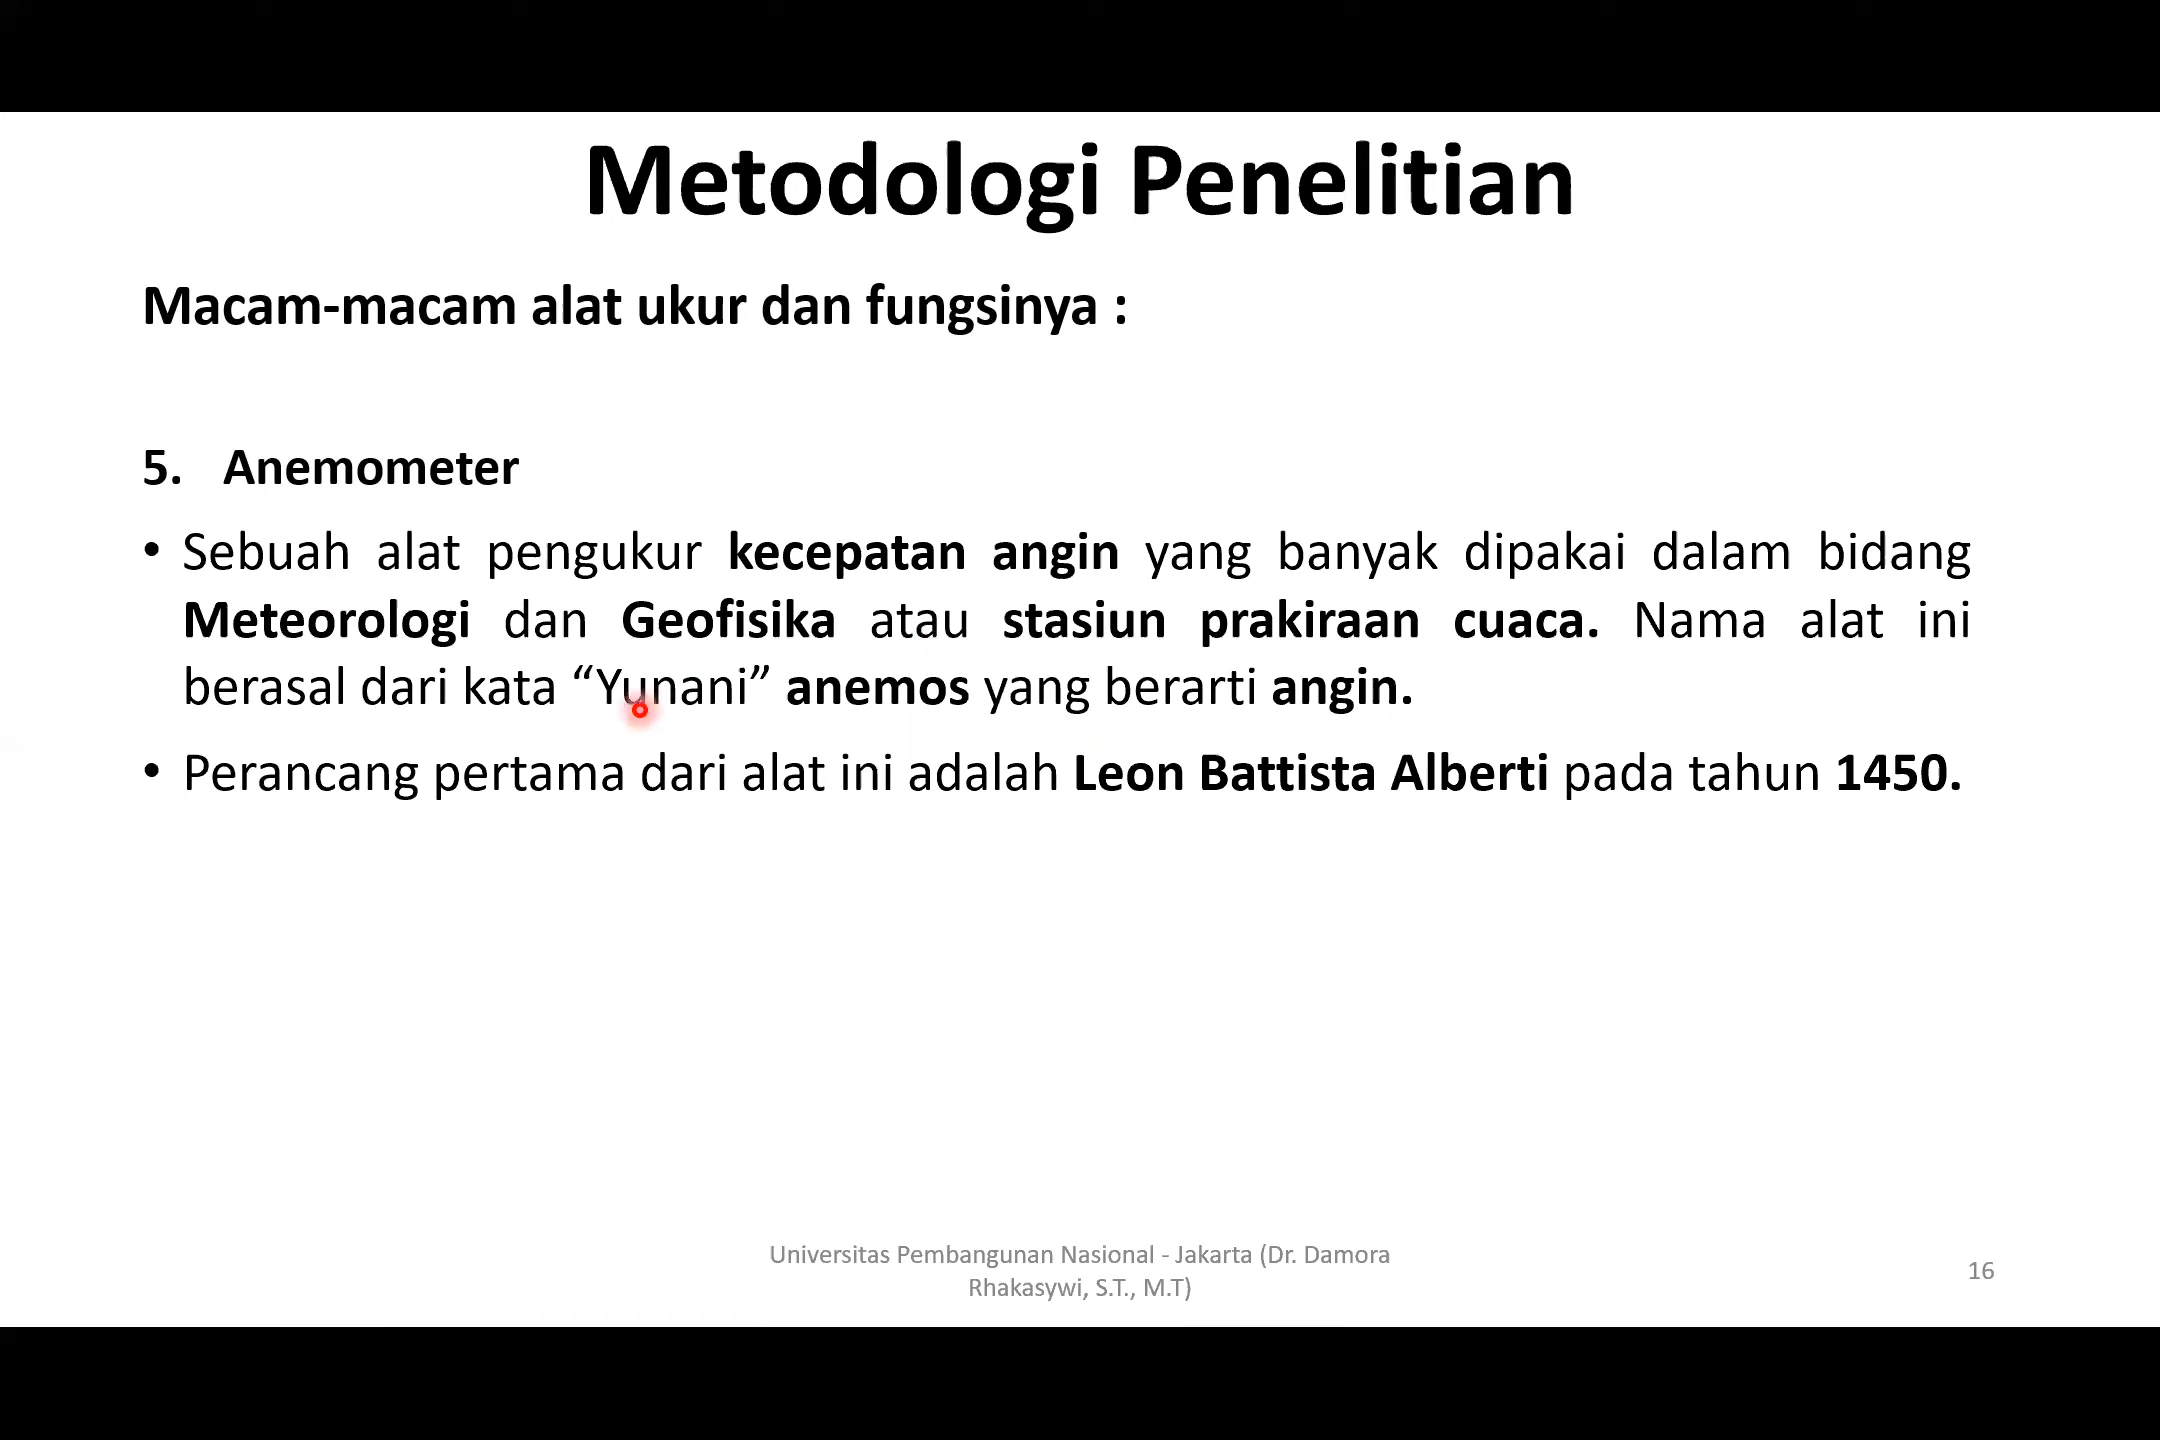 Metodologi Penelitian
Macam-macam alat ukur dan fungsinya :
5. Anemometer
• Sebuah alat pengukur kecepatan angin yang banyak dipakai dalam bidang
Meteorologi dan Geofisika atau stasiun prakiraan cuaca. Nama alat ini
berasal dari kata “Yunani” anemos yang berarti angin.
• Perancang pertama dari alat ini adalah Leon Battista Alberti pada tahun 1450.
Universitas Pembangunan Nasional - Jakarta (Dr. Damora
Rhakasywi, S.T., M.T)
16